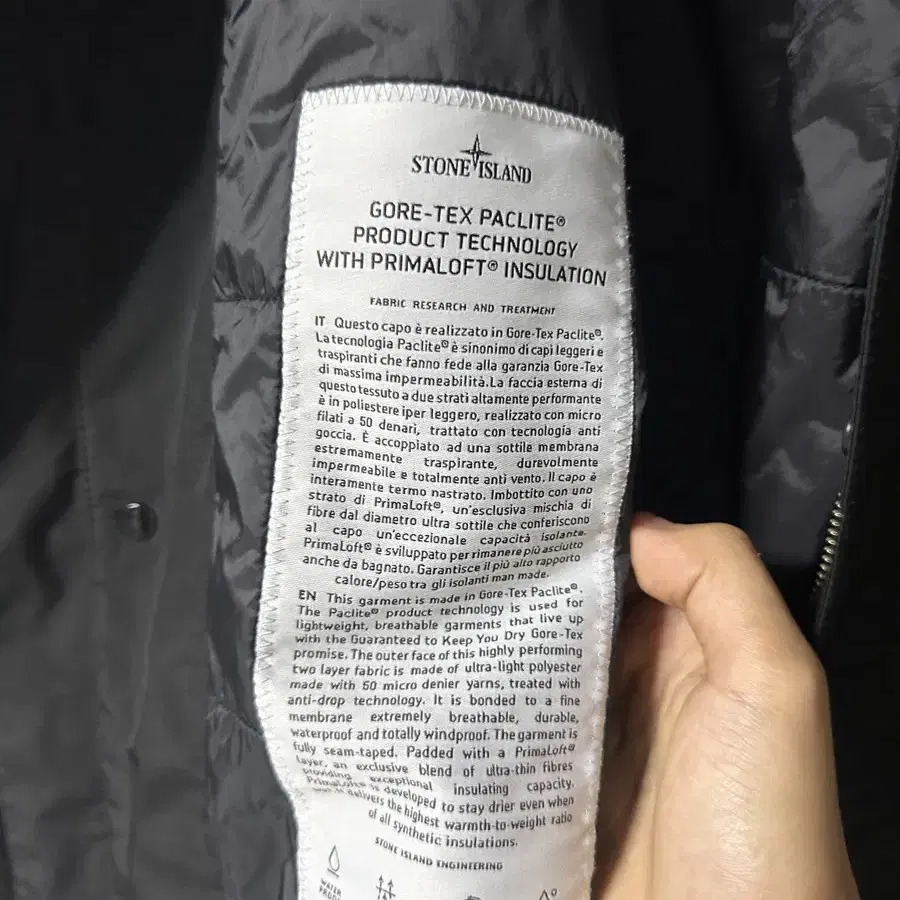 STONE ISLAND
GORE-TEX PACLITE®
PRODUCT TECHNOLOGY
WITH PRIMALOFT® INSULATION
FABRIC RESEARCH AND TREATMENT
IT Questo capo è realizzato in Gore-Tex Paclite®.
La tecnologia Paclite® è sinonimo di capi leggeri e
traspiranti che fanno fede alla garanzia Gore-Tex
di massima impermeabilità.La faccia esterna di
questo tessuto a due strati altamente performante
è in poliestere iper leggero, realizzato con micro
filati a 50 denari, trattato con tecnologia anti
goccia. È accoppiato ad una sottile membrana
estremamente traspirante, durevolmente
impermeabile e totalmente anti vento. Il capo è
interamente termo nastrato. Imbottito con uno
strato di PrimaLoft®, un'esclusiva mischia di
fibre dal diametro ultra sottile che conferiscono
al capo un'eccezionale capacità isolante.
PrimaLoft® è sviluppato per rimanere più asciutto
anche da bagnato. Garantisce il più alto rapporto
calore/peso tra gli isolanti man made.
EN This garment is made in Gore-Tex Paclite®.
The Paclite® product technology is used for
lightweight, breathable garments that live up
with the Guaranteed to Keep You Dry Gore-Tex
promise. The outer face of this highly performing
two layer fabric is made of ultra-light polyester
made with 50 micro denier yarns, treated with
anti-drop technology. It is bonded to a fine
membrane extremely breathable, durable,
waterproof and totally windproof. The garment is
fully seam-taped. Padded with a PrimaLoft®
layer, an exclusive blend of ultra-thin fibres
providing exceptional insulating capacity.
PrimaLoft® is developed to stay drier even when
delivers the highest warmth-to-weight ratio
of all synthetic insulations.
STONE ISLAND ENGINEERING
WATER